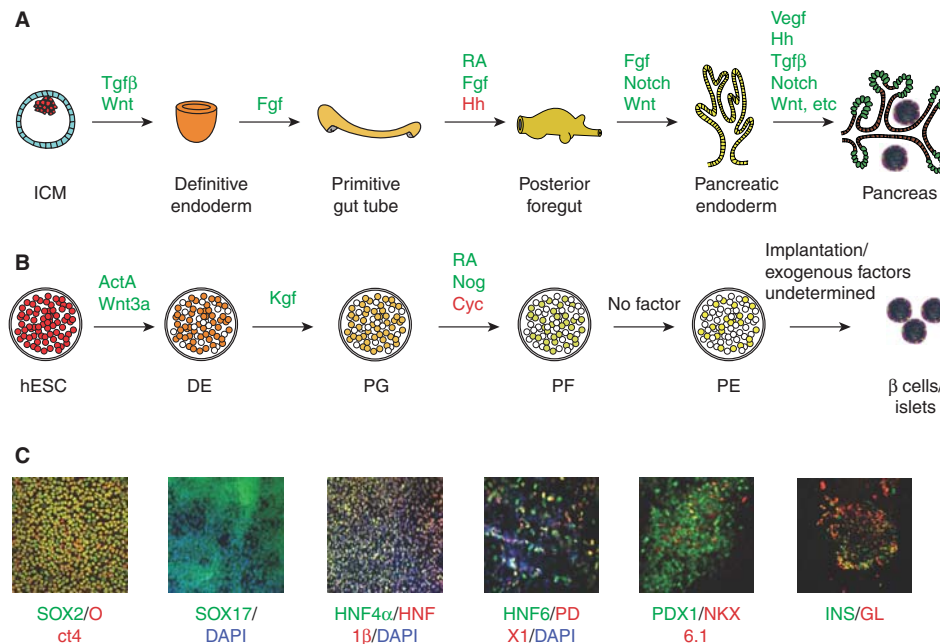 A
Tgfβ
Wnt
Fgf
RA
Fgf
Hh
Fgf
Notch
Wnt
Vegf
Hh
Tgfβ
Notch
Wnt, etc
ICM
Definitive
endoderm
Primitive
gut tube
Posterior
foregut
Pancreatic
endoderm
Pancreas
B
ActA
Wnt3a
Kgf
RA
Nog
Cyc
No factor
Implantation/
exogenous factors
undetermined
hESC
DE
PG
PF
PE
β cells/
islets
C
SOX2/O
ct4
SOX17/
DAPI
HNF4α/HNF
1β/DAPI
HNF6/PD
X1/DAPI
PDX1/NKX
6.1
INS/GL